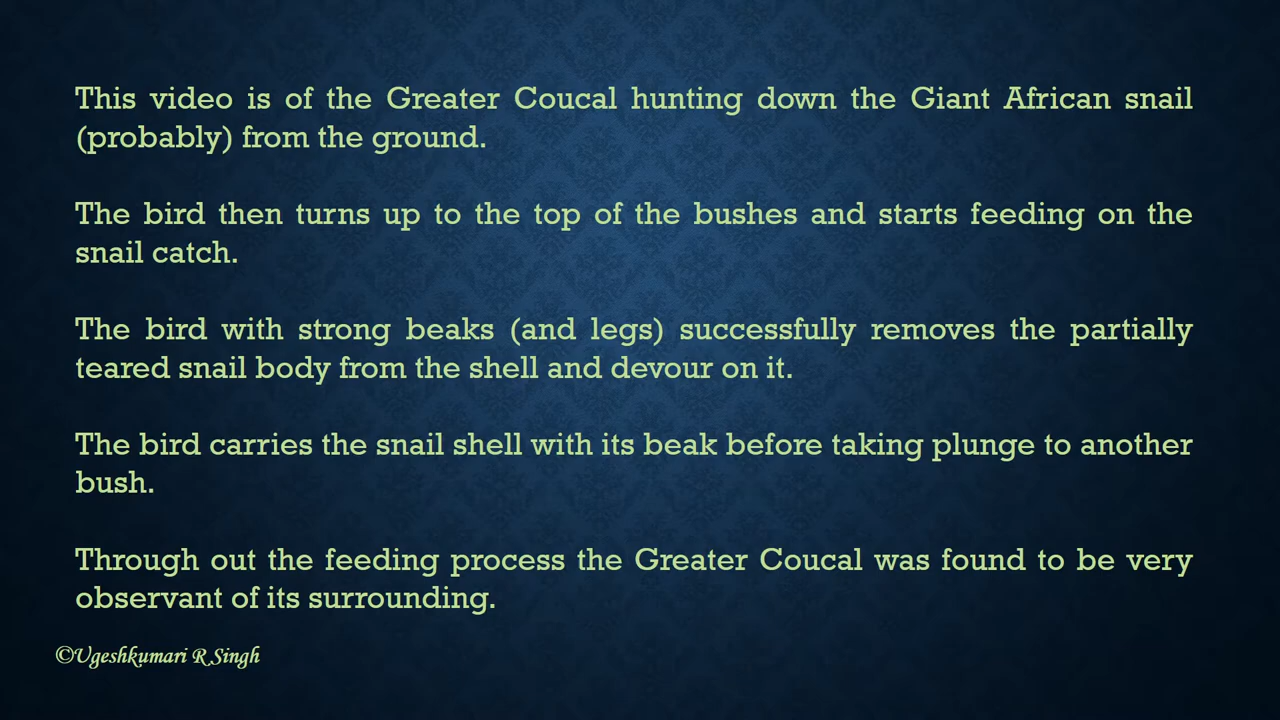 This video is of the Greater Coucal hunting down the Giant African snail
(probably) from the ground.
The bird then turns up to the top of the bushes and starts feeding on the
snail catch.
The bird with strong beaks (and legs) successfully removes the partially
teared snail body from the shell and devour on it.
The bird carries the snail shell with its beak before taking plunge to another
bush.
Through out the feeding process the Greater Coucal was found to be very
observant of its surrounding.
©Ugeshkumari R Singh